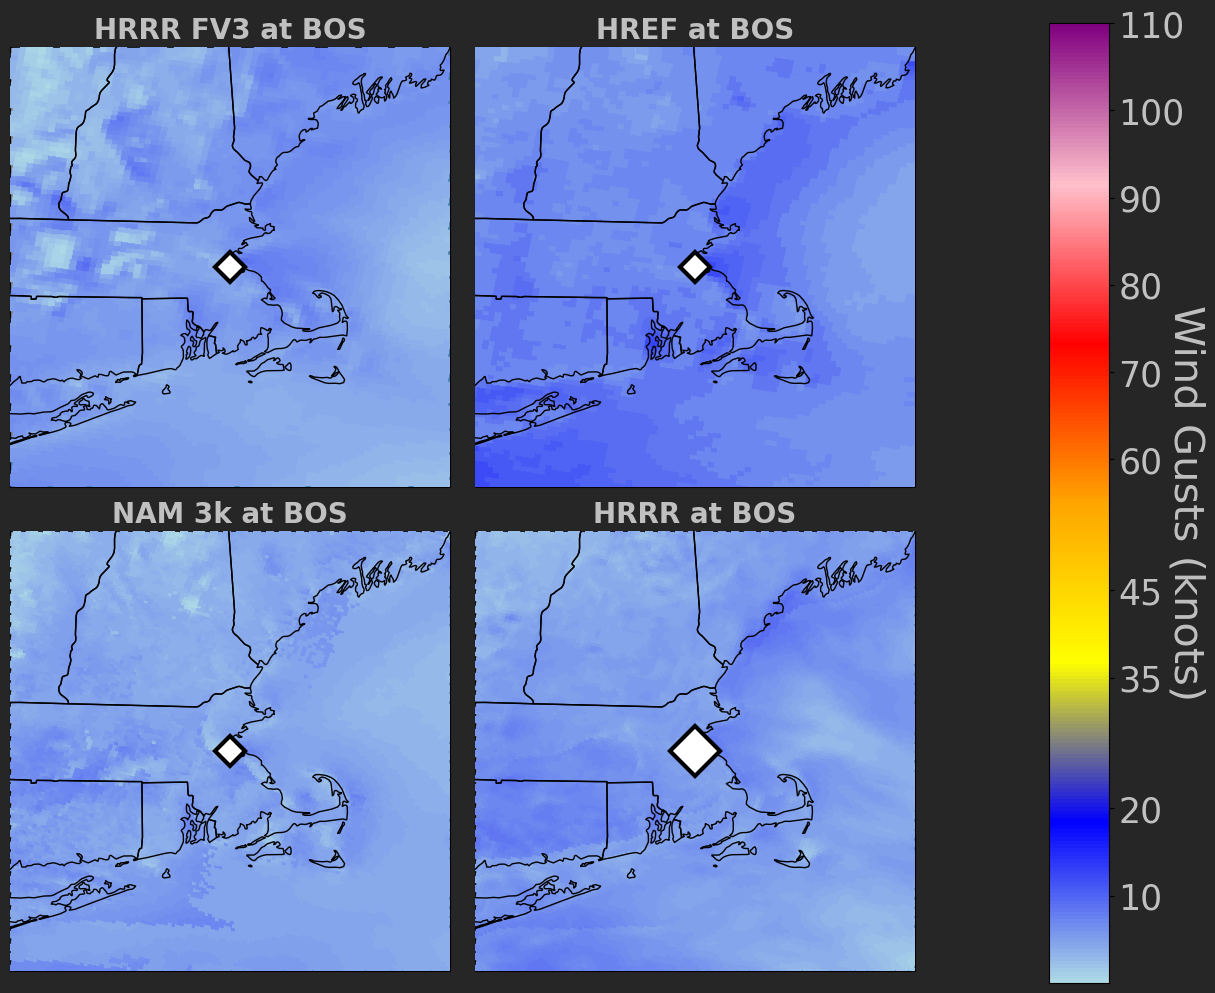 HRRR FV3 at BOS
HREF at BOS
NAM 3k at BOS
HRRR at BOS
110
100
90
80
70
60
45
35
20
10
Wind Gusts (knots)